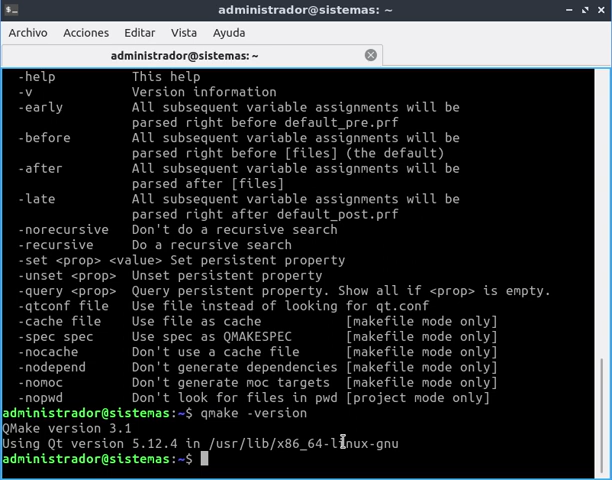 administrador@sistemas: ~
Archivo Acciones Editar Vista Ayuda
administrador@sistemas: ~
-help This help
-v Version information
-early All subsequent variable assignments will be
parsed right before default_pre.prf
-before All subsequent variable assignments will be
parsed right before [files] (the default)
-after All subsequent variable assignments will be
parsed after [files]
-late All subsequent variable assignments will be
parsed right after default_post.prf
-norecursive Don't do a recursive search
-recursive Do a recursive search
-set <prop> <value> Set persistent property
-unset <prop> Unset persistent property
-query <prop> Query persistent property. Show all if <prop> is empty.
-qtconf file Use file instead of looking for qt.conf
-cache file Use file as cache [makefile mode only]
-spec spec Use spec as QMAKESPEC [makefile mode only]
-nocache Don't use a cache file [makefile mode only]
-nodepend Don't generate dependencies [makefile mode only]
-nomoc Don't generate moc targets [makefile mode only]
-nopwd Don't look for files in pwd [project mode only]
administrador@sistemas:~$ qmake -version
QMake version 3.1
Using Qt version 5.12.4 in /usr/lib/x86_64-linux-gnu
administrador@sistemas:~$